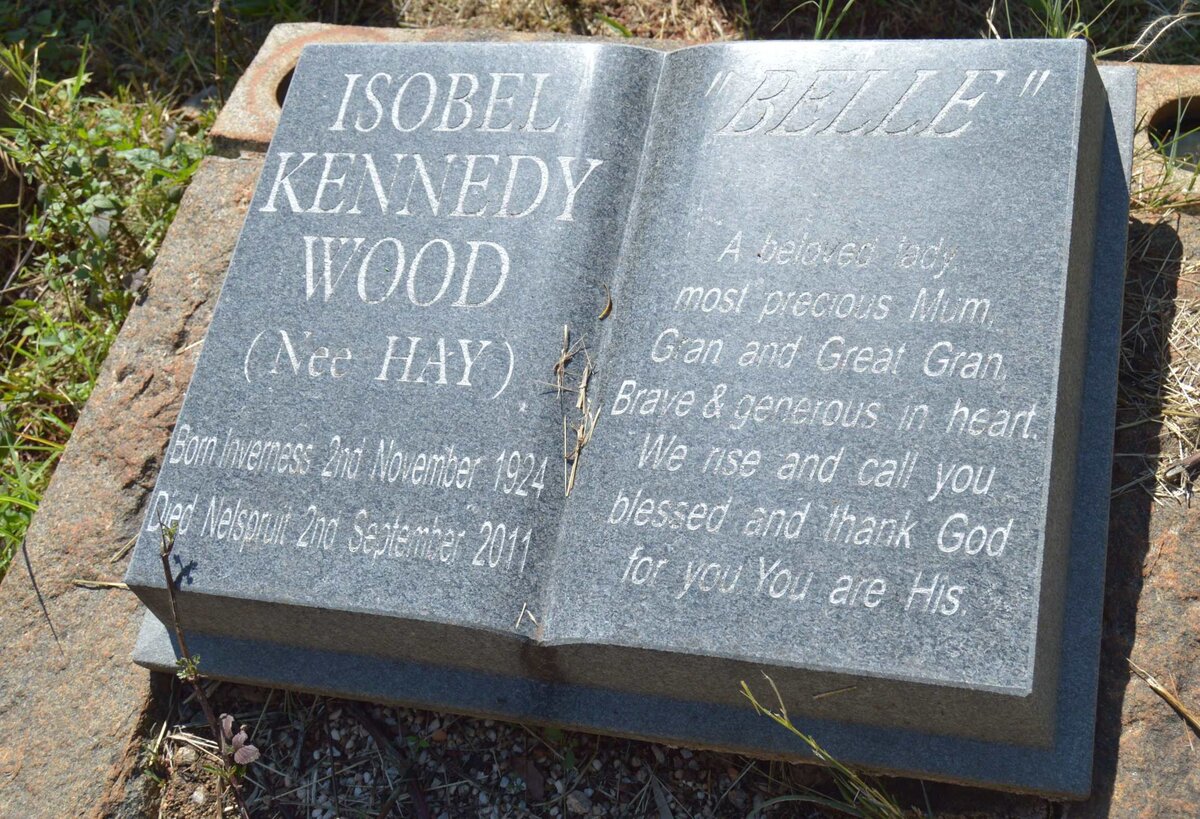 ISOBEL
KENNEDY
WOOD
(Nee HAY)
Born Inverness 2nd November 1924
Died Nelspruit 2nd September 2011
"BELLE"
A beloved lady,
most precious Mum,
Gran and Great Gran,
Brave & generous in heart.
We rise and call you
blessed and thank God
for you You are His.